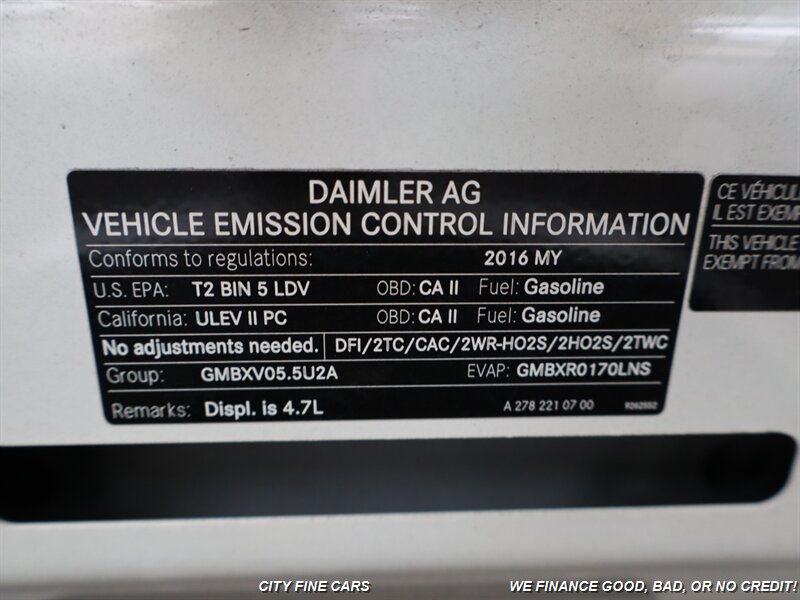 DAIMLER AG
VEHICLE EMISSION CONTROL INFORMATION
Conforms to regulations: 2016 MY
U.S. EPA: T2 BIN 5 LDV OBD: CA II Fuel: Gasoline
California: ULEV II PC OBD: CA II Fuel: Gasoline
No adjustments needed. DFI/2TC/CAC/2WR-HO2S/2HO2S/2TWC
Group: GMBXV05.5U2A EVAP: GMBXR0170LNS
Remarks: Displ. is 4.7L A 278 221 07 00 9262552
CE VÉHICUL
IL EST EXEM
THIS VEHICLE
EXEMPT FROM
CITY FINE CARS WE FINANCE GOOD, BAD, OR NO CREDIT!